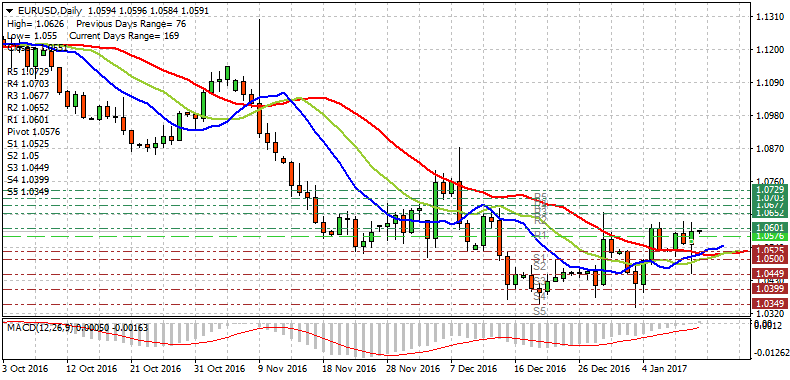 EURUSD,Daily 1.0594 1.0596 1.0584 1.0591
High= 1.0626 Previous Days Range= 76
Low= 1.055 Current Days Range= 169
R5 1.0729
R4 1.0703
R3 1.0677
R2 1.0652
R1 1.0601
Pivot 1.0576
S1 1.0525
S2 1.05
S3 1.0449
S4 1.0399
S5 1.0349
R1
S1
S2
S4
S5
1.1310
1.1200
1.1090
1.0980
1.0870
1.0760
1.0729
1.0703
1.0677
1.0652
1.0601
1.0576
1.0525
1.0500
1.0449
1.0399
1.0349
1.0320
MACD(12,26,9) 0.00050 -0.00163
-0.01262
3 Oct 2016
12 Oct 2016
21 Oct 2016
31 Oct 2016
9 Nov 2016
18 Nov 2016
28 Nov 2016
7 Dec 2016
16 Dec 2016
26 Dec 2016
4 Jan 2017